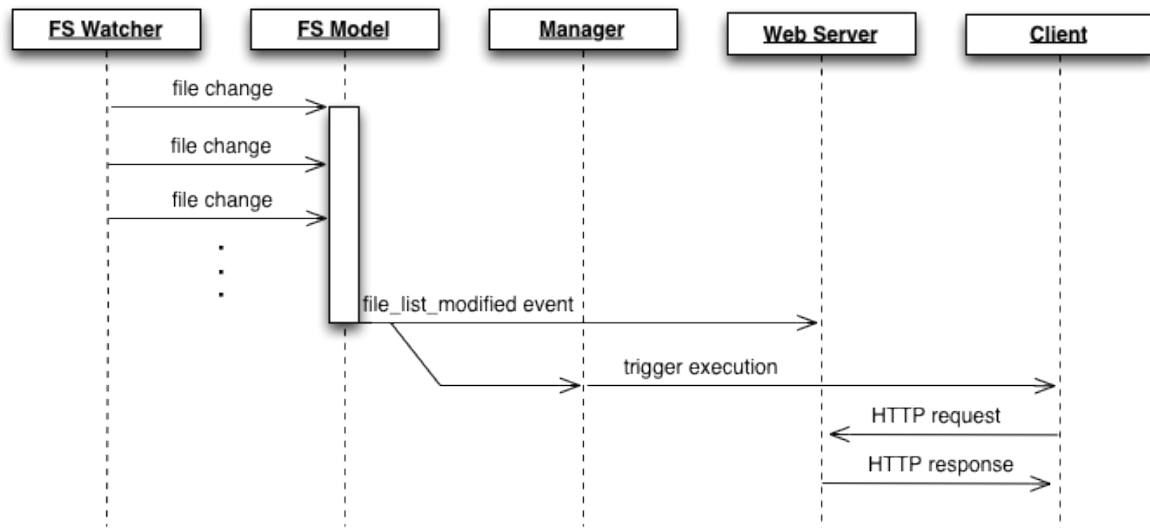 FS Watcher
FS Model
Manager
Web Server
Client
file change
file change
file change
file_list_modified event
trigger execution
HTTP request
HTTP response